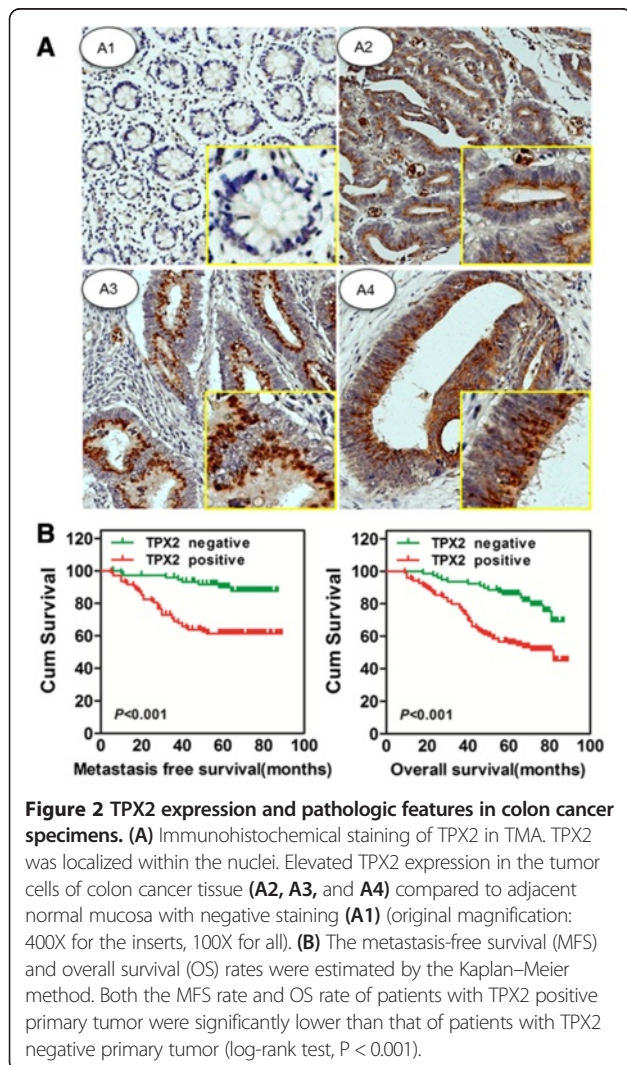 A
A1
A2
A3
A4
B
120
100
80
60
40
20
0
TPX2 negative
TPX2 positive
Cum Survival
P<0.001
0 20 40 60 80 100
Metastasis free survival(months)
120
100
80
60
40
20
0
TPX2 negative
TPX2 positive
Cum Survival
P<0.001
0 20 40 60 80 100
Overall survival(months)
Figure 2 TPX2 expression and pathologic features in colon cancer
specimens. (A) Immunohistochemical staining of TPX2 in TMA. TPX2
was localized within the nuclei. Elevated TPX2 expression in the tumor
cells of colon cancer tissue (A2, A3, and A4) compared to adjacent
normal mucosa with negative staining (A1) (original magnification:
400X for the inserts, 100X for all). (B) The metastasis-free survival (MFS)
and overall survival (OS) rates were estimated by the Kaplan–Meier
method. Both the MFS rate and OS rate of patients with TPX2 positive
primary tumor were significantly lower than that of patients with TPX2
negative primary tumor (log-rank test, P < 0.001).